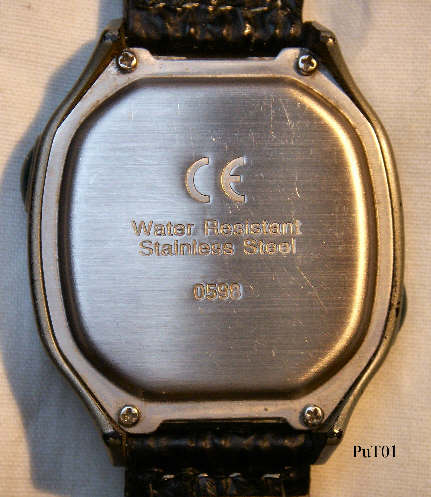 CE
Water Resistant
Stainless Steel
0598
PuT01